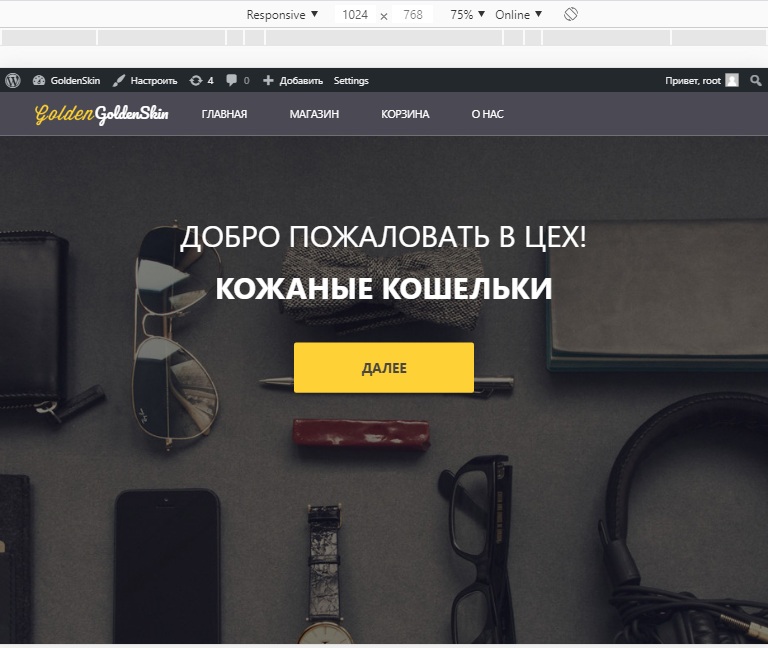 Responsive ▼ 1024 × 768 75% ▼ Online ▼
GoldenSkin Настроить 4 0 Добавить Settings Привет, root
Golden GoldenSkin ГЛАВНАЯ МАГАЗИН КОРЗИНА О НАС
ДОБРО ПОЖАЛОВАТЬ В ЦЕХ!
КОЖАНЫЕ КОШЕЛЬКИ
ДАЛЕЕ